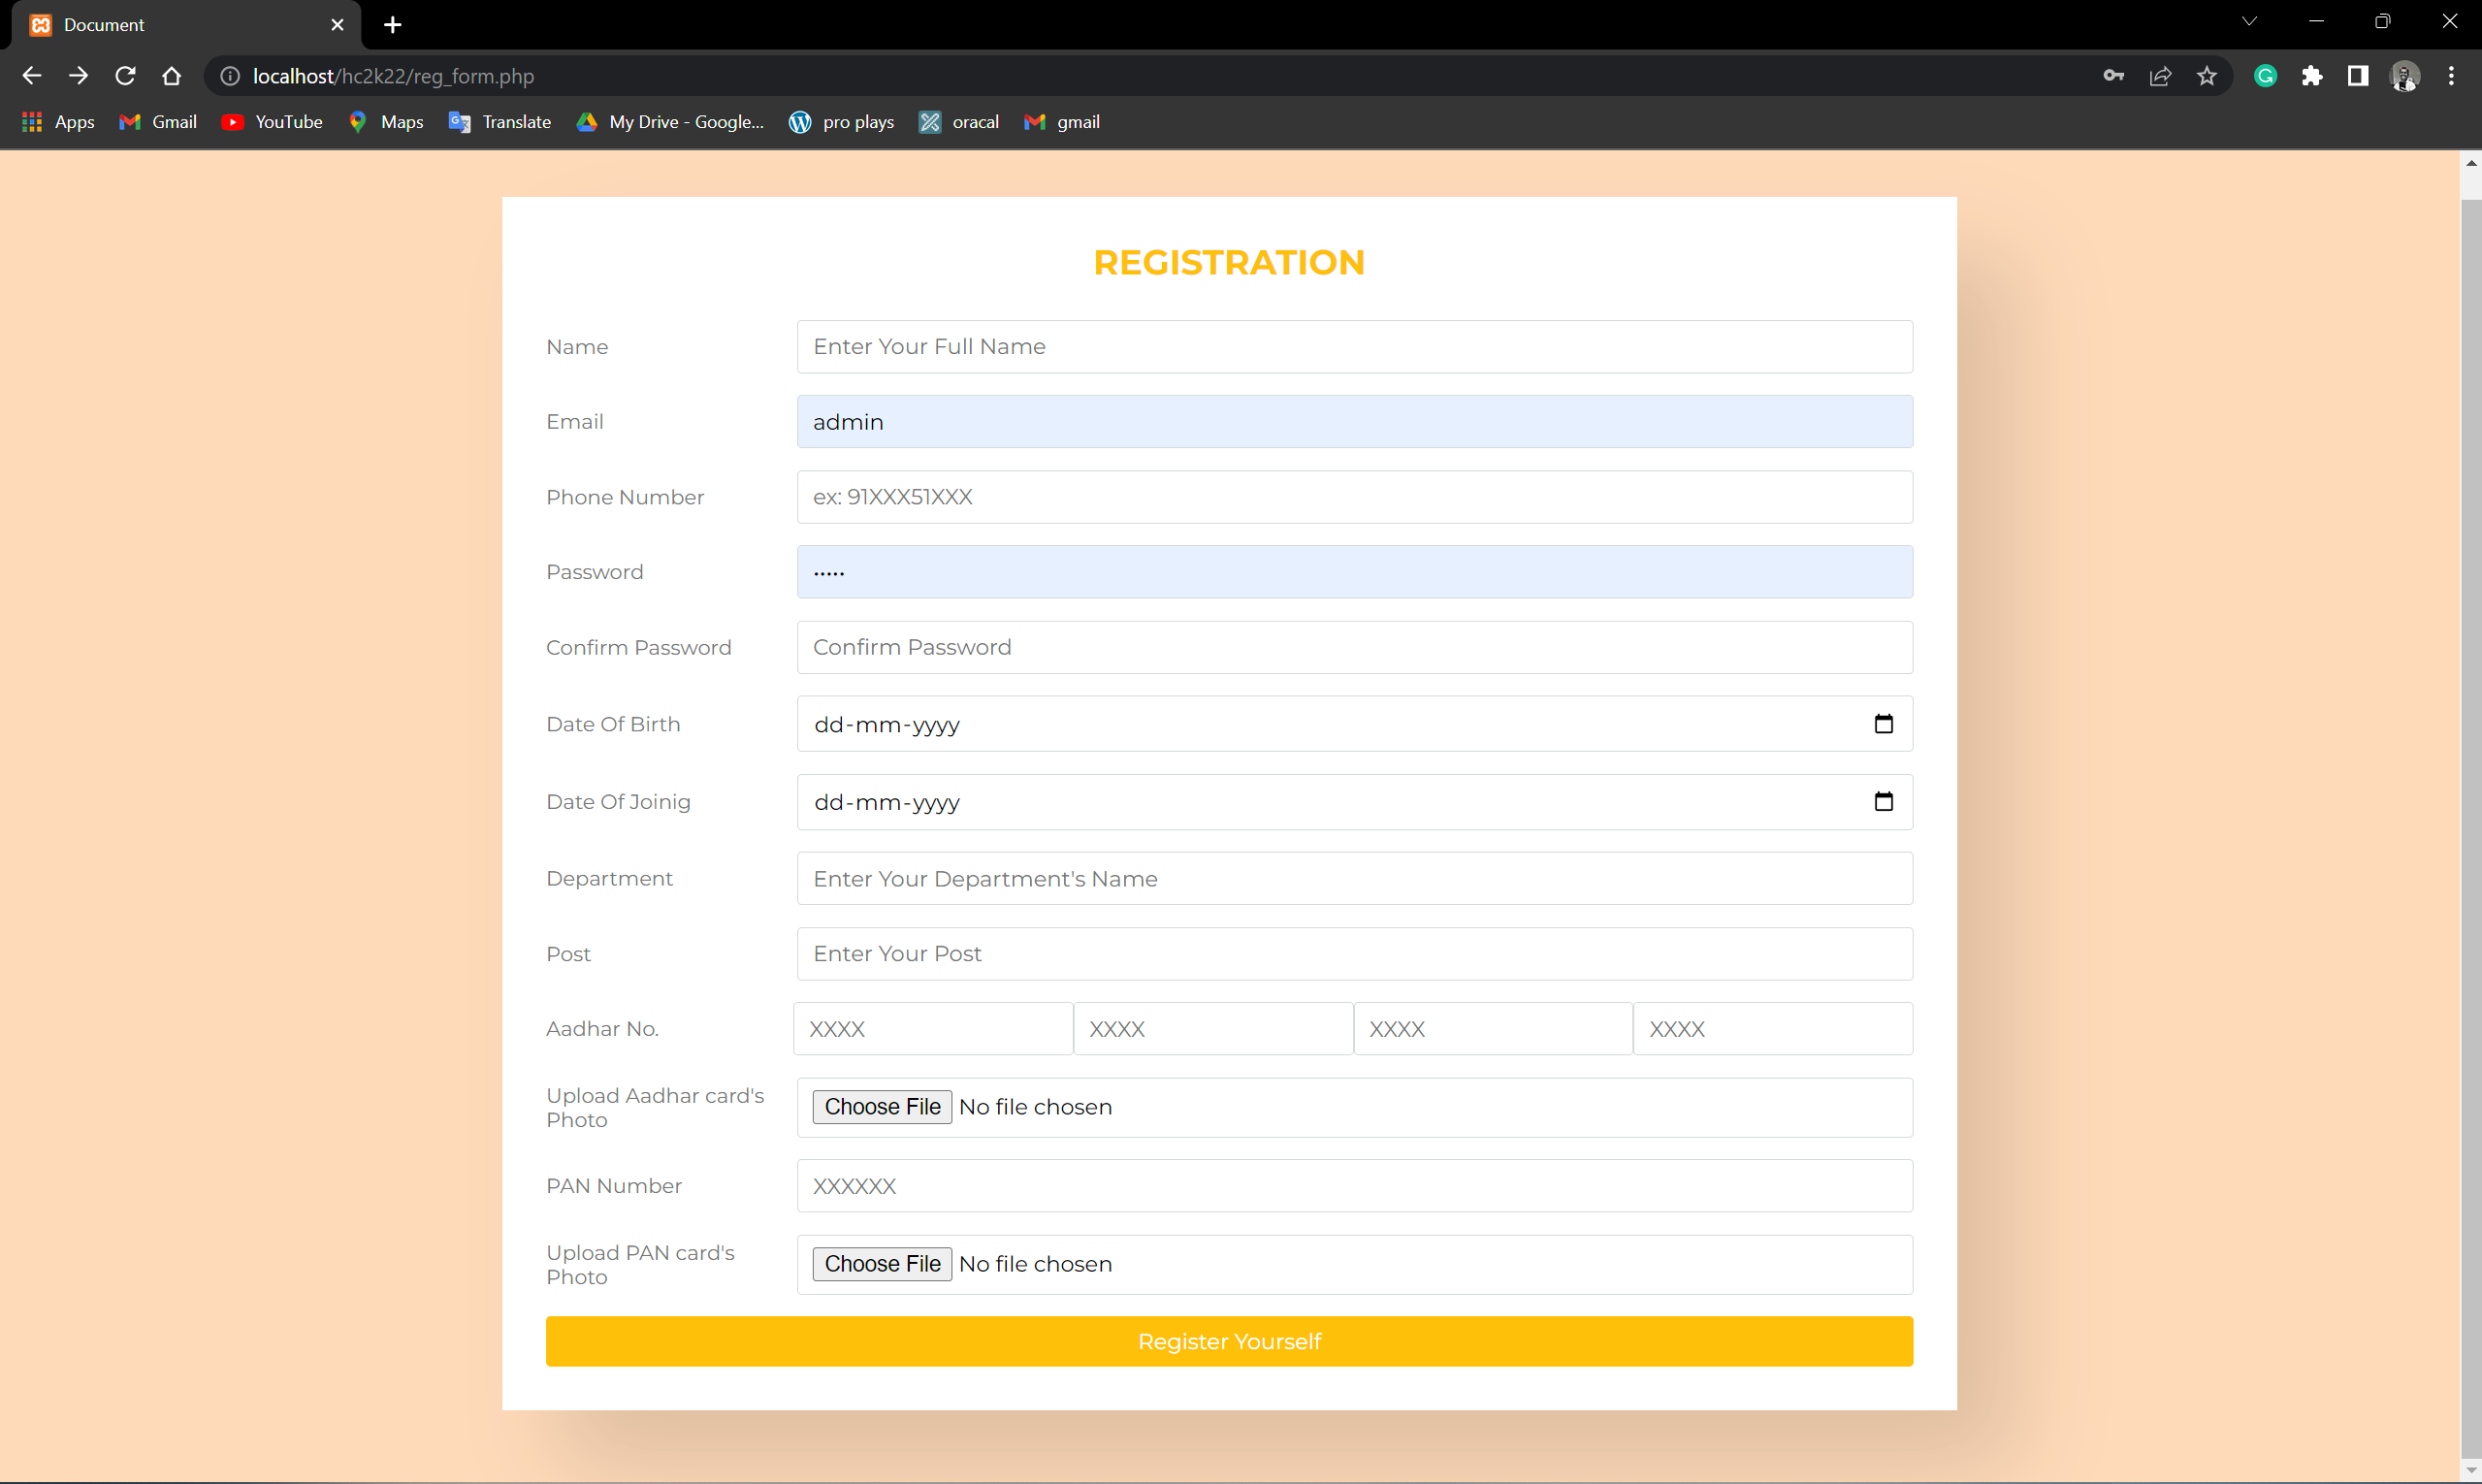 Document
localhost/hc2k22/reg_form.php
Apps Gmail YouTube Maps Translate My Drive - Google... pro plays oracal gmail
REGISTRATION
Name Enter Your Full Name
Email admin
Phone Number ex: 91XXX51XXX
Password •••••
Confirm Password Confirm Password
Date Of Birth dd-mm-yyyy
Date Of Joinig dd-mm-yyyy
Department Enter Your Department's Name
Post Enter Your Post
Aadhar No. XXXX XXXX XXXX XXXX
Upload Aadhar card's
Photo
Choose File No file chosen
PAN Number XXXXXX
Upload PAN card's
Photo
Choose File No file chosen
Register Yourself